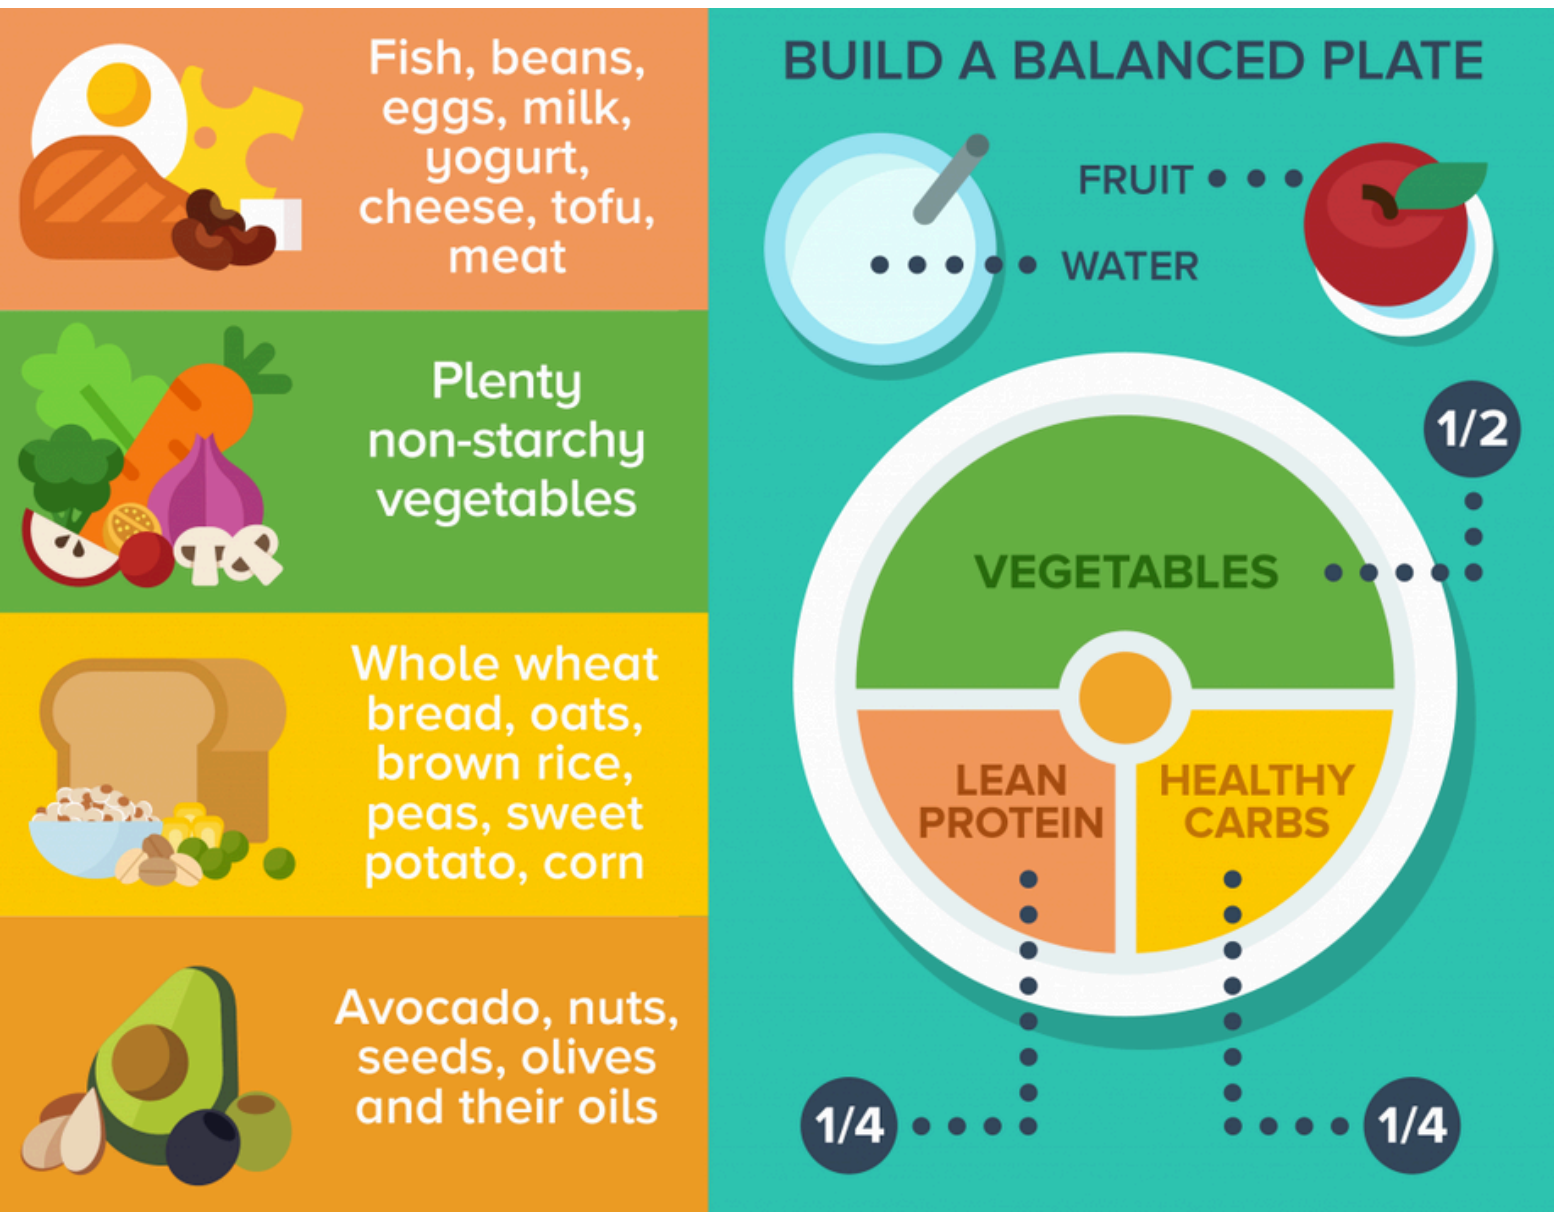 Fish, beans,
eggs, milk,
yogurt,
cheese, tofu,
meat
Plenty
non-starchy
vegetables
Whole wheat
bread, oats,
brown rice,
peas, sweet
potato, corn
Avocado, nuts,
seeds, olives
and their oils
BUILD A BALANCED PLATE
FRUIT
WATER
1/2
VEGETABLES
LEAN
PROTEIN
HEALTHY
CARBS
1/4
1/4